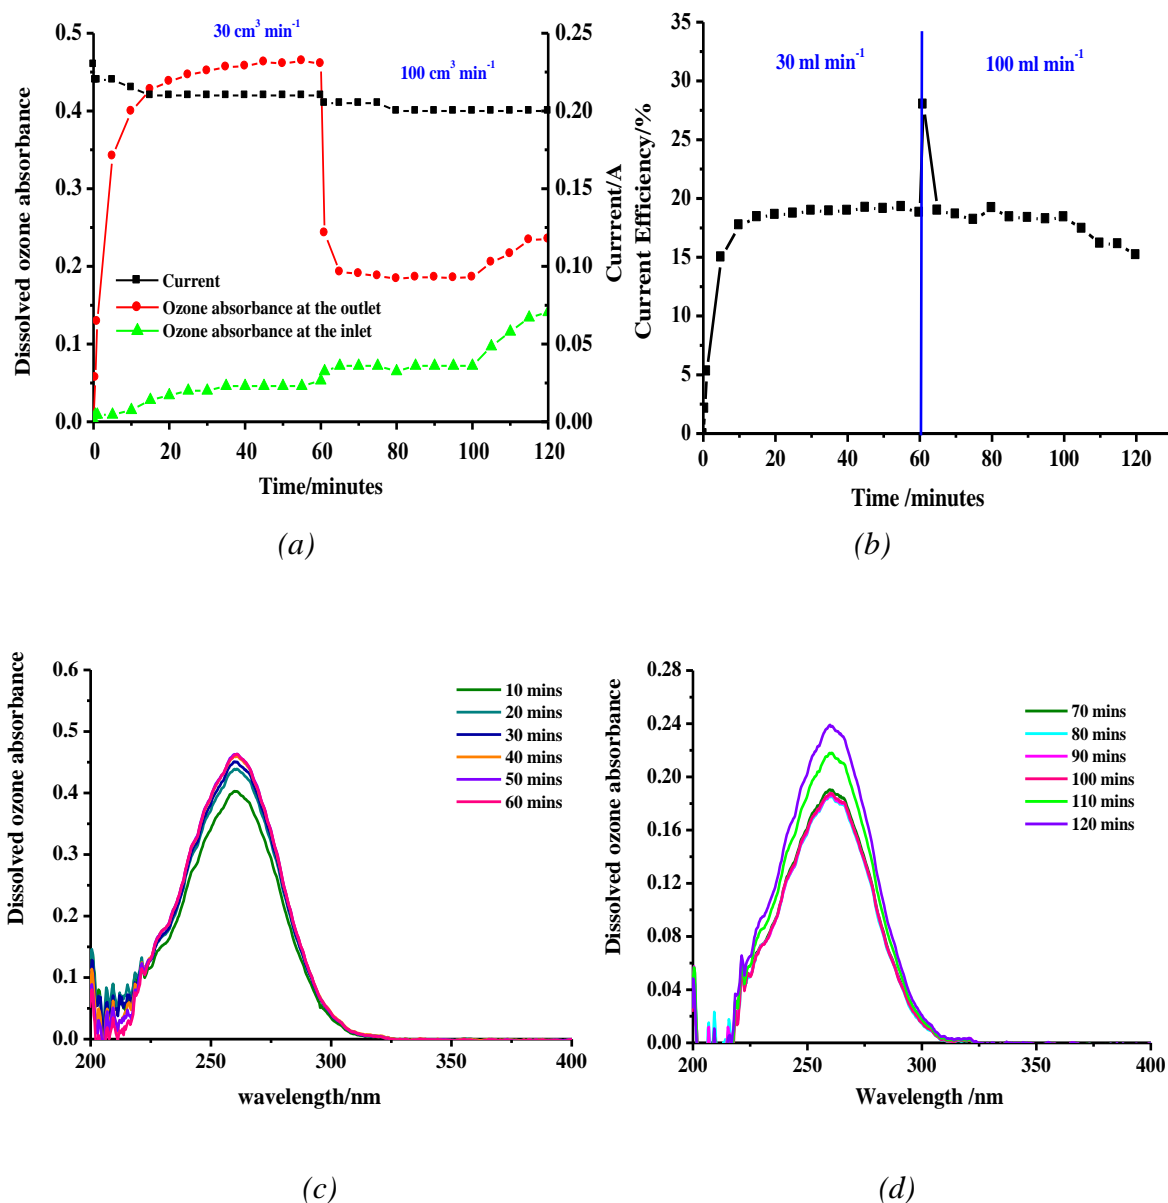 30 cm³ min⁻¹
100 cm³ min⁻¹
0.5
0.4
0.3
0.2
0.1
0.0
Dissolved ozone absorbance
0.25
0.20
0.15
0.10
0.05
0.00
Currrent/A
Current
Ozone absorbance at the outlet
Ozone absorbance at the inlet
0 20 40 60 80 100 120
Time/minutes
(a)
30 ml min⁻¹
100 ml min⁻¹
35
30
25
20
15
10
5
0
Current Efficiency/%
0 20 40 60 80 100 120
Time /minutes
(b)
0.6
0.5
0.4
0.3
0.2
0.1
0.0
Dissolved ozone absorbance
10 mins
20 mins
30 mins
40 mins
50 mins
60 mins
200 250 300 350 400
wavelength/nm
(c)
0.28
0.24
0.20
0.16
0.12
0.08
0.04
0.00
Dissolved ozone absorbance
70 mins
80 mins
90 mins
100 mins
110 mins
120 mins
200 250 300 350 400
Wavelength /nm
(d)